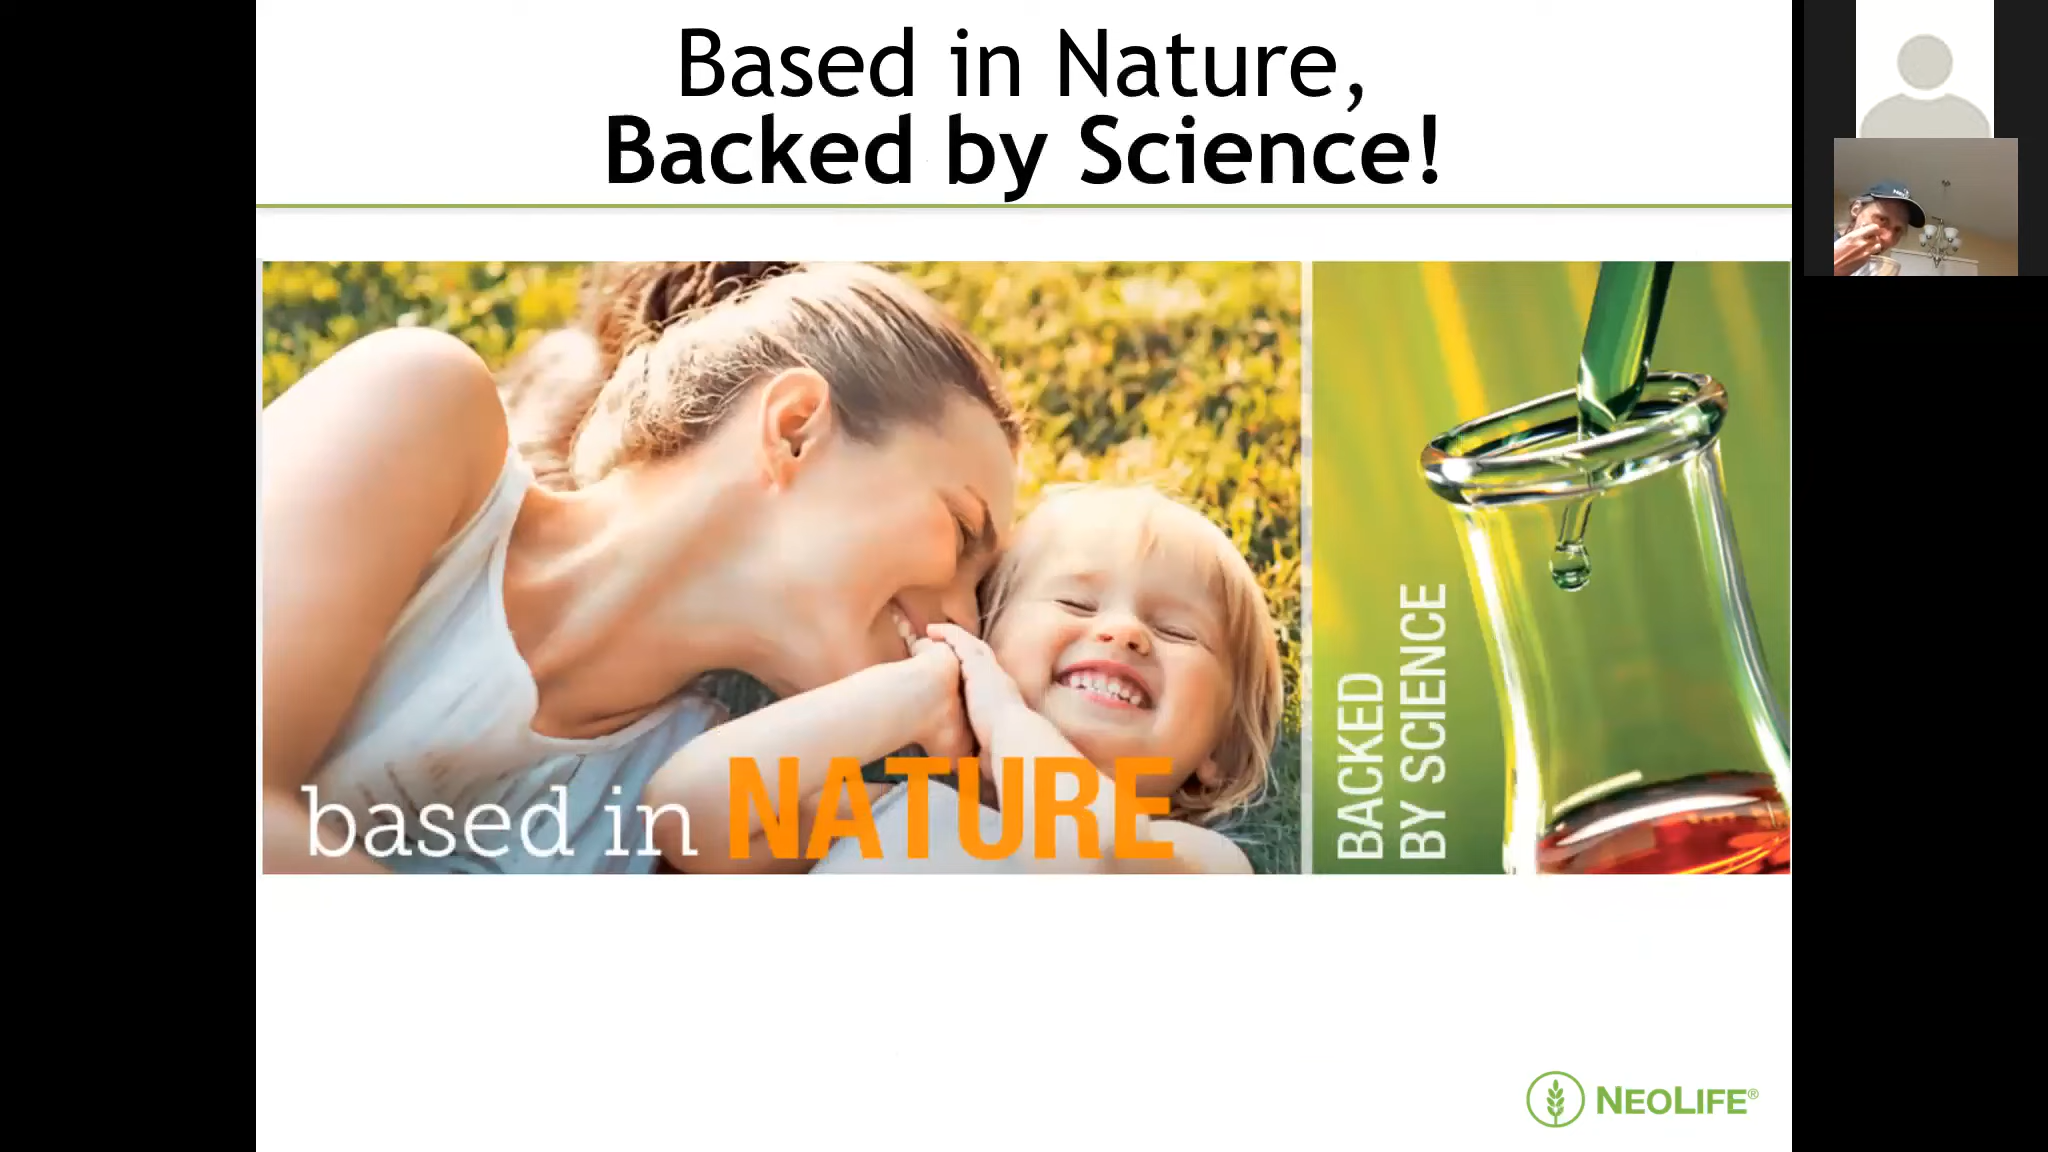 Based in Nature,
Backed by Science!
based in NATURE
BACKED
BY SCIENCE
NEOLIFE®